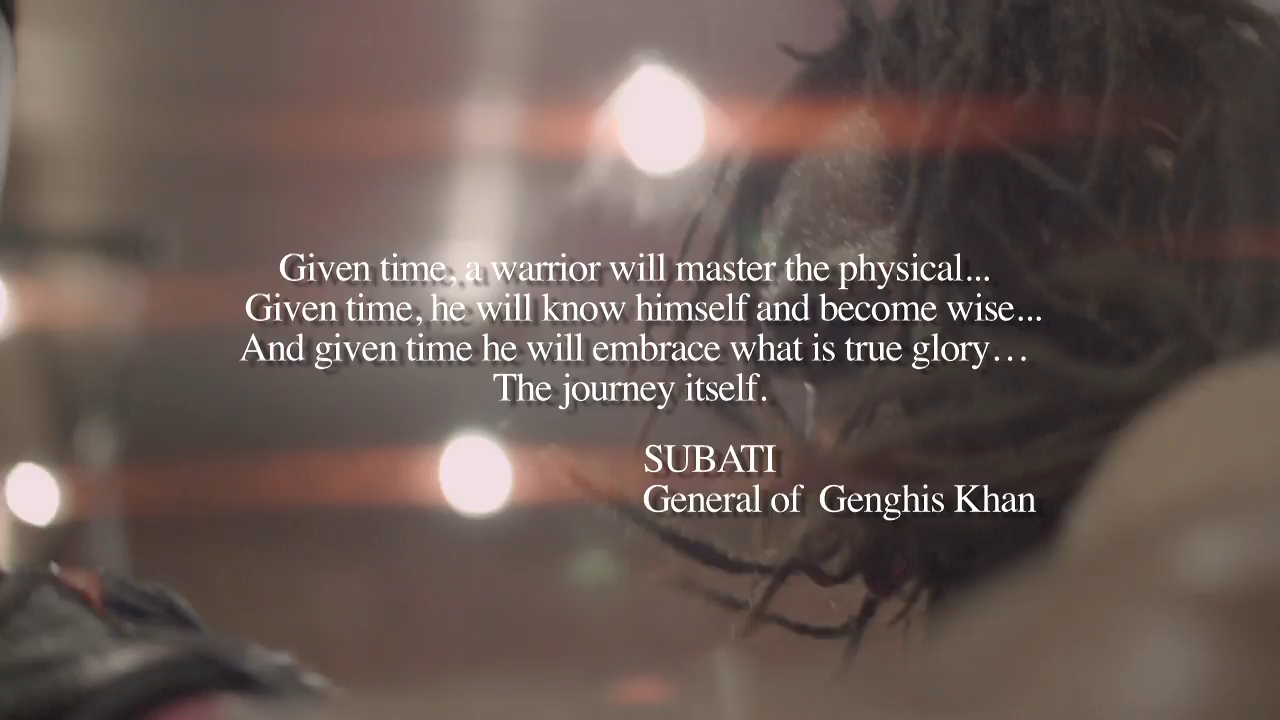 Given time, a warrior will master the physical...
Given time, he will know himself and become wise...
And given time he will embrace what is true glory…
The journey itself.
SUBATI
General of Genghis Khan